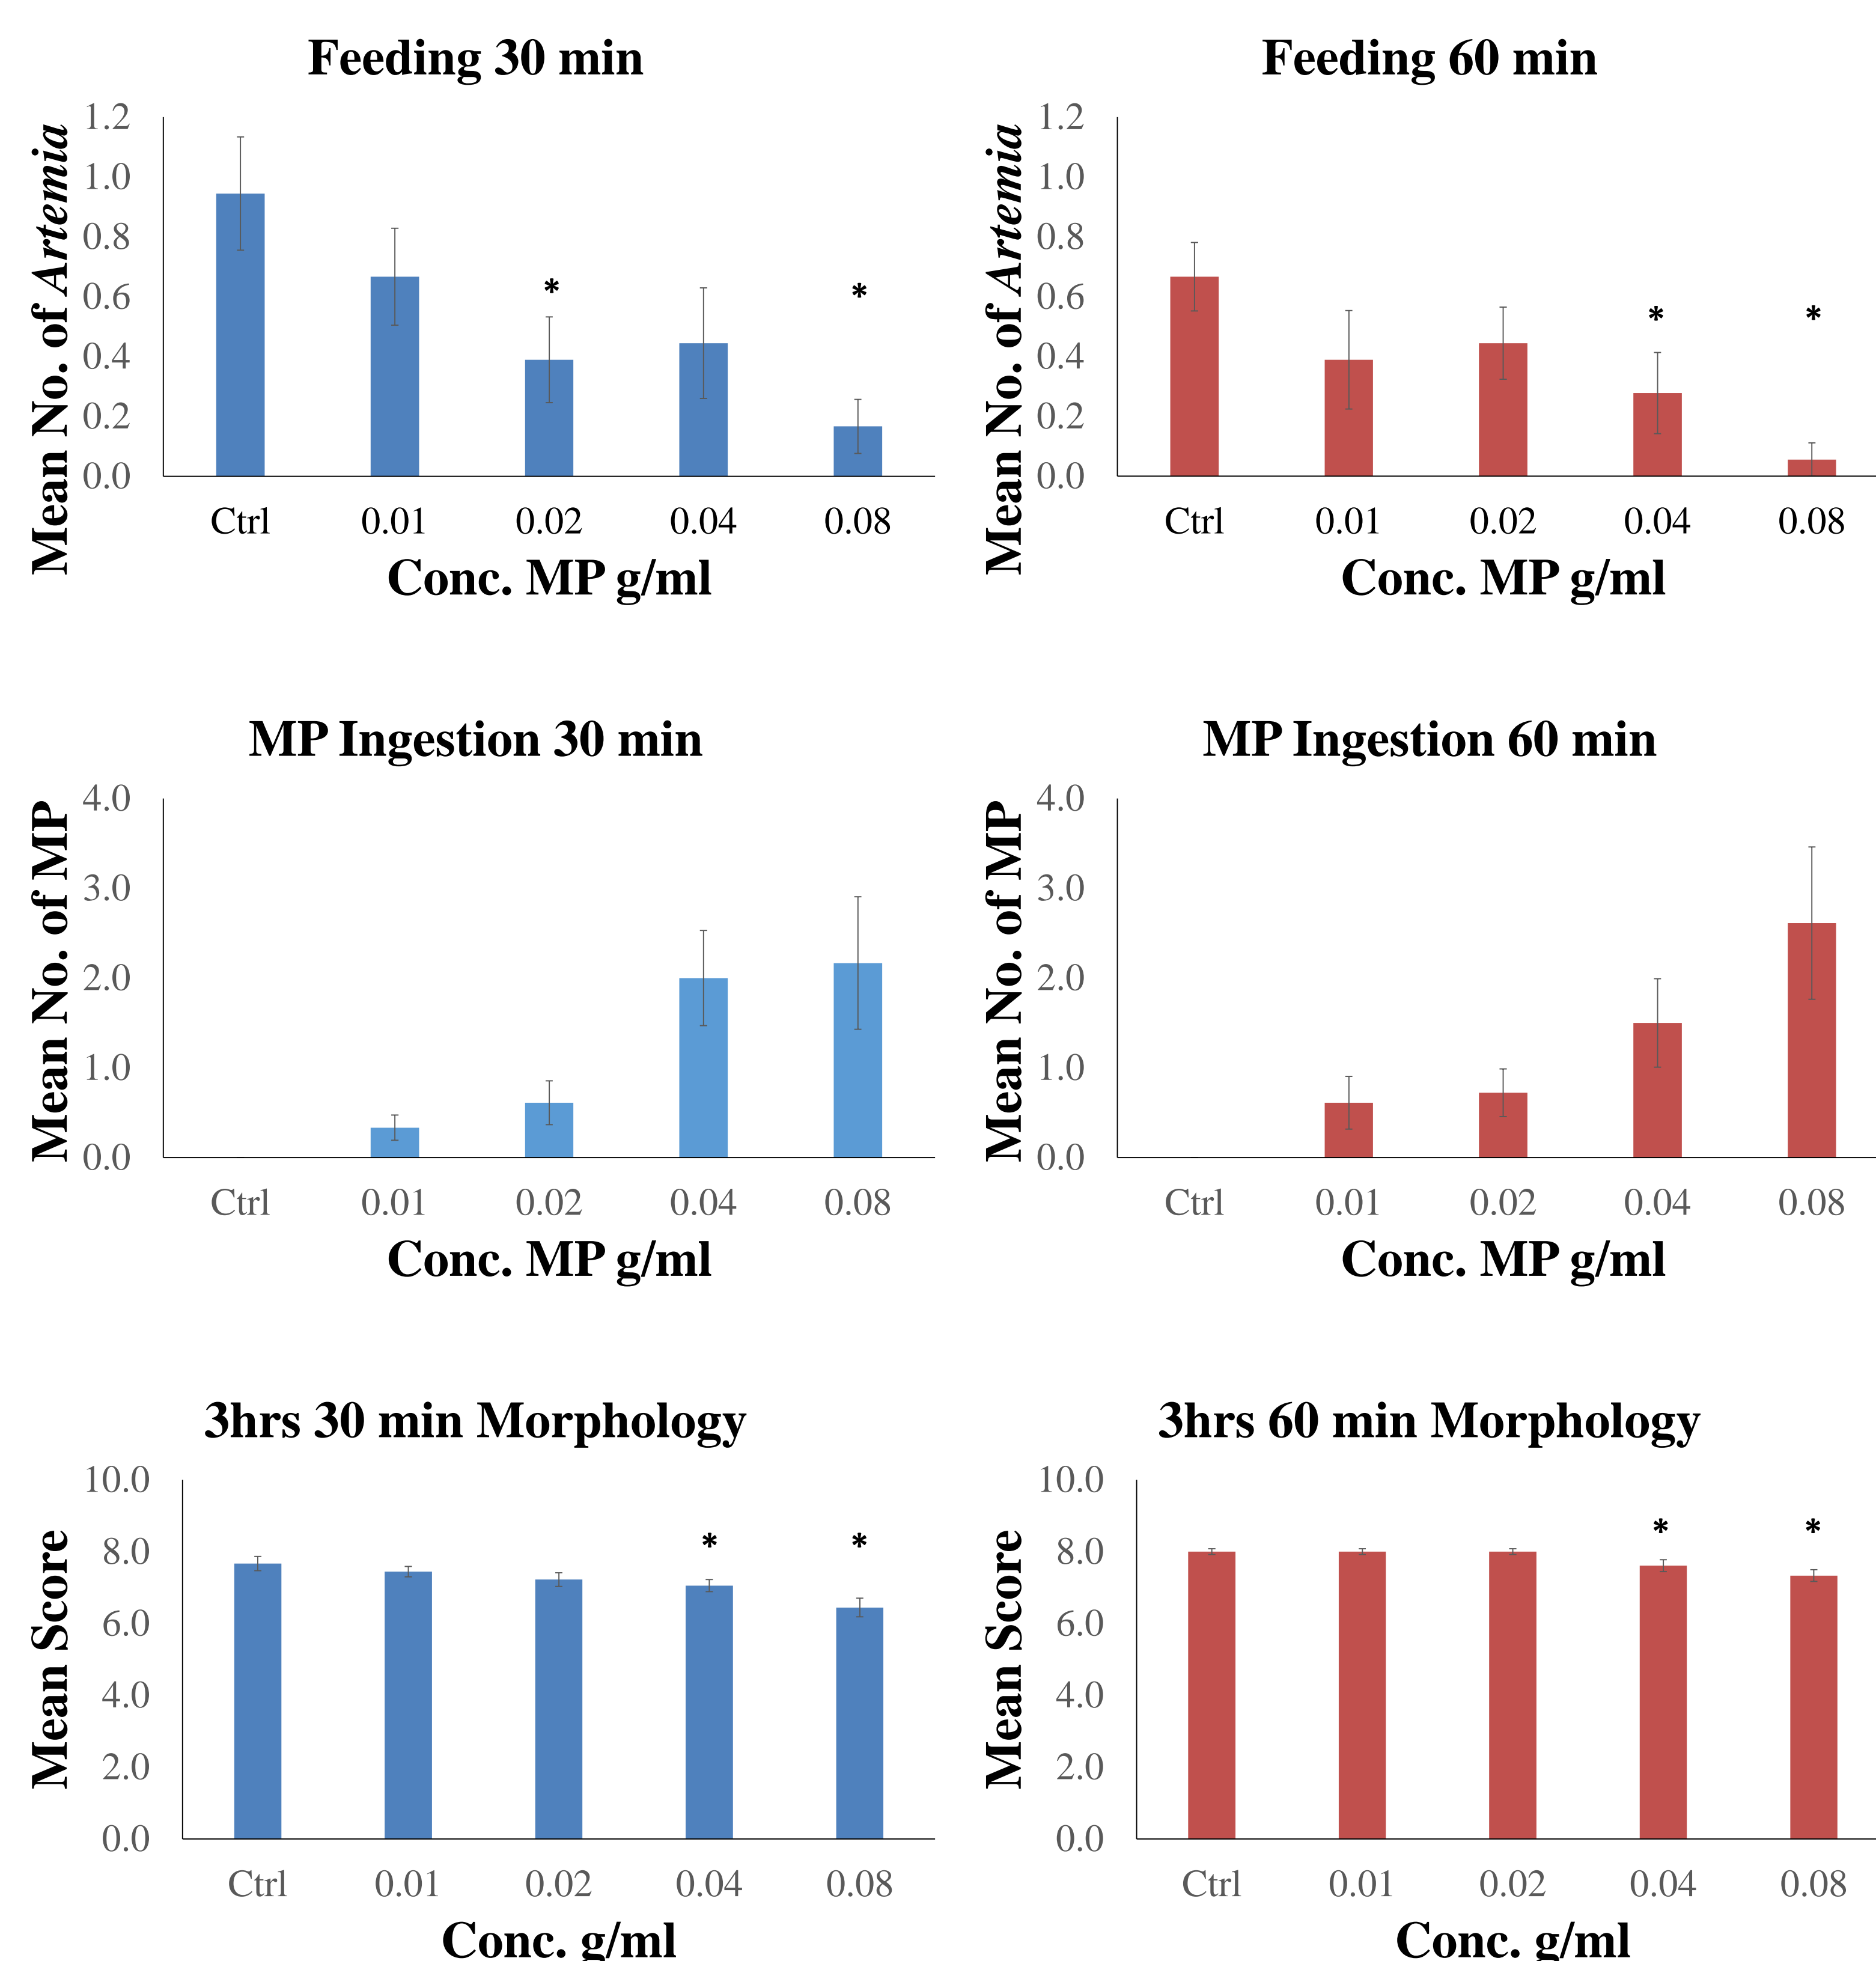 Feeding 30 min
Mean No. of Artemia
1.2
1.0
0.8
0.6
0.4
0.2
0.0
* *
Ctrl 0.01 0.02 0.04 0.08
Conc. MP g/ml
Feeding 60 min
Mean No. of Artemia
1.2
1.0
0.8
0.6
0.4
0.2
0.0
* *
Ctrl 0.01 0.02 0.04 0.08
Conc. MP g/ml
MP Ingestion 30 min
Mean No. of MP
4.0
3.0
2.0
1.0
0.0
Ctrl 0.01 0.02 0.04 0.08
Conc. MP g/ml
MP Ingestion 60 min
Mean No. of MP
4.0
3.0
2.0
1.0
0.0
Ctrl 0.01 0.02 0.04 0.08
Conc. MP g/ml
3hrs 30 min Morphology
Mean Score
10.0
8.0
6.0
4.0
2.0
0.0
* *
Ctrl 0.01 0.02 0.04 0.08
Conc. g/ml
3hrs 60 min Morphology
Mean Score
10.0
8.0
6.0
4.0
2.0
0.0
* *
Ctrl 0.01 0.02 0.04 0.08
Conc. g/ml